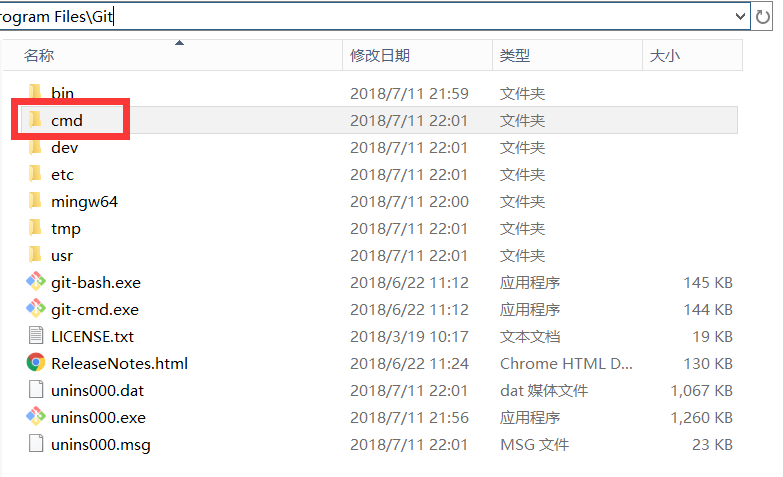 rogram Files\Git
名称 修改日期 类型 大小
bin 2018/7/11 21:59 文件夹
cmd 2018/7/11 22:01 文件夹
dev 2018/7/11 22:01 文件夹
etc 2018/7/11 22:01 文件夹
mingw64 2018/7/11 22:00 文件夹
tmp 2018/7/11 22:01 文件夹
usr 2018/7/11 22:01 文件夹
git-bash.exe 2018/6/22 11:12 应用程序 145 KB
git-cmd.exe 2018/6/22 11:12 应用程序 144 KB
LICENSE.txt 2018/3/19 10:17 文本文档 19 KB
ReleaseNotes.html 2018/6/22 11:24 Chrome HTML D... 130 KB
unins000.dat 2018/7/11 22:01 dat 媒体文件 1,067 KB
unins000.exe 2018/7/11 21:56 应用程序 1,260 KB
unins000.msg 2018/7/11 22:01 MSG 文件 23 KB